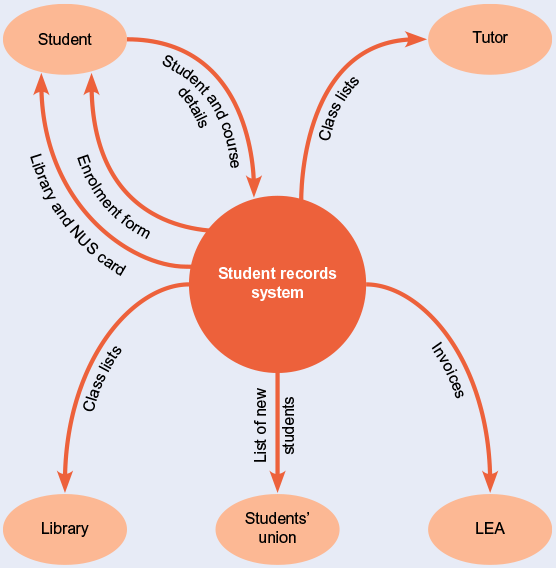 Student
Tutor
Student and course
details
Class lists
Enrolment form
Library and NUS card
Student records
system
Class lists
List of new
students
Invoices
Library
Students’
union
LEA